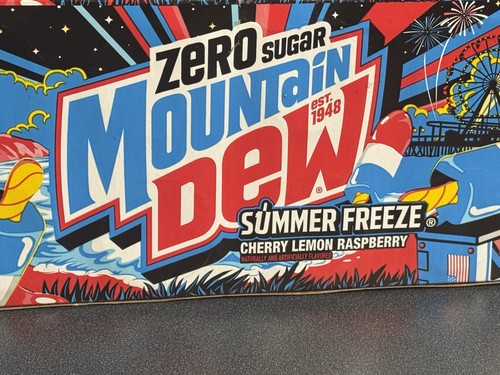 ZERO SUGAR
MOUNTAIN
EST.
1948
DEW®
SUMMER FREEZE®
CHERRY LEMON RASPBERRY
NATURALLY AND ARTIFICIALLY FLAVORED